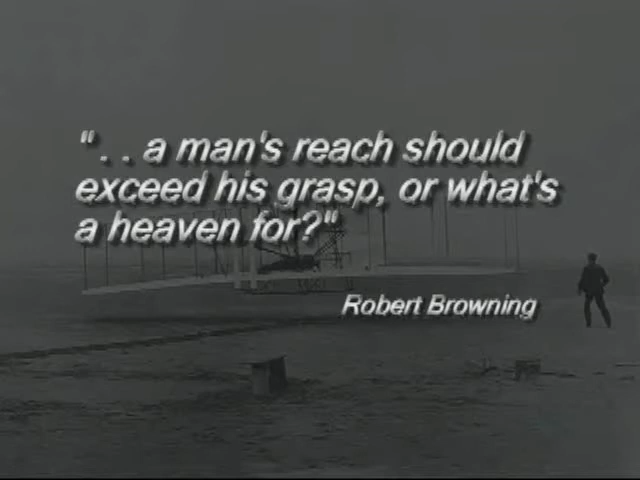 ". . a man's reach should
exceed his grasp, or what's
a heaven for?"
Robert Browning